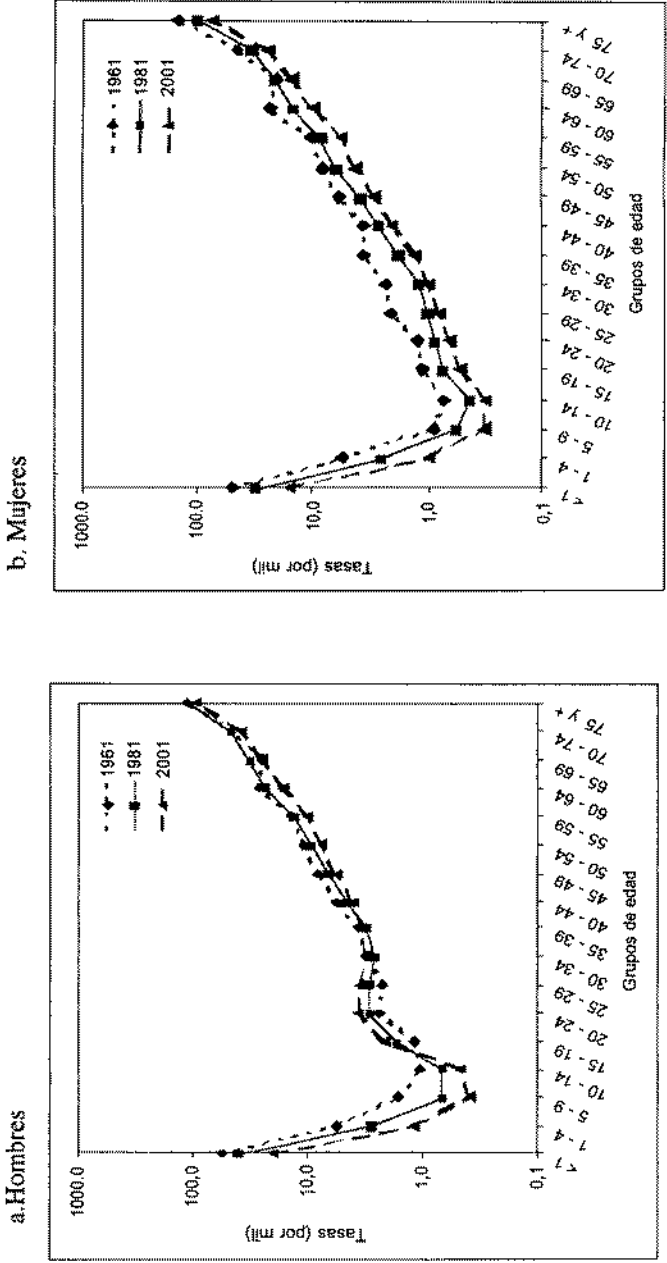 a.Hombres
1000.0
100.0
10,0
1,0
0,1
Tasas (por mil)
1961
1981
2001
< 1
1 - 4
5 - 9
10 - 14
15 - 19
20 - 24
25 - 29
30 - 34
35 - 39
40 - 44
45 - 49
50 - 54
55 - 59
60 - 64
65 - 69
70 - 74
75 y +
Grupos de edad
b. Mujeres
1000.0
100.0
10,0
1,0
0,1
Tasas (por mil)
1961
1981
2001
< 1
1 - 4
5 - 9
10 - 14
15 - 19
20 - 24
25 - 29
30 - 34
35 - 39
40 - 44
45 - 49
50 - 54
55 - 59
60 - 64
65 - 69
70 - 74
75 y +
Grupos de edad